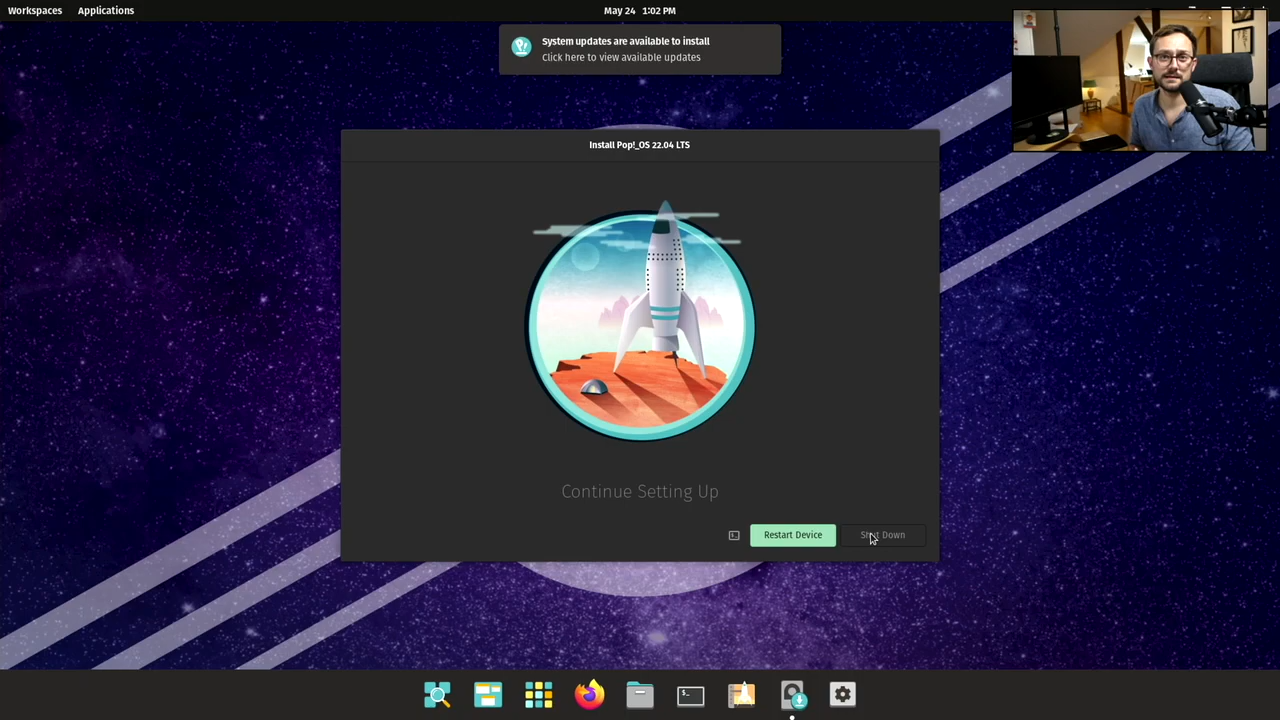 Workspaces Applications May 24 1:02 PM
System updates are available to install
Click here to view available updates
Install Pop!_OS 22.04 LTS
Continue Setting Up
Restart Device Shut Down